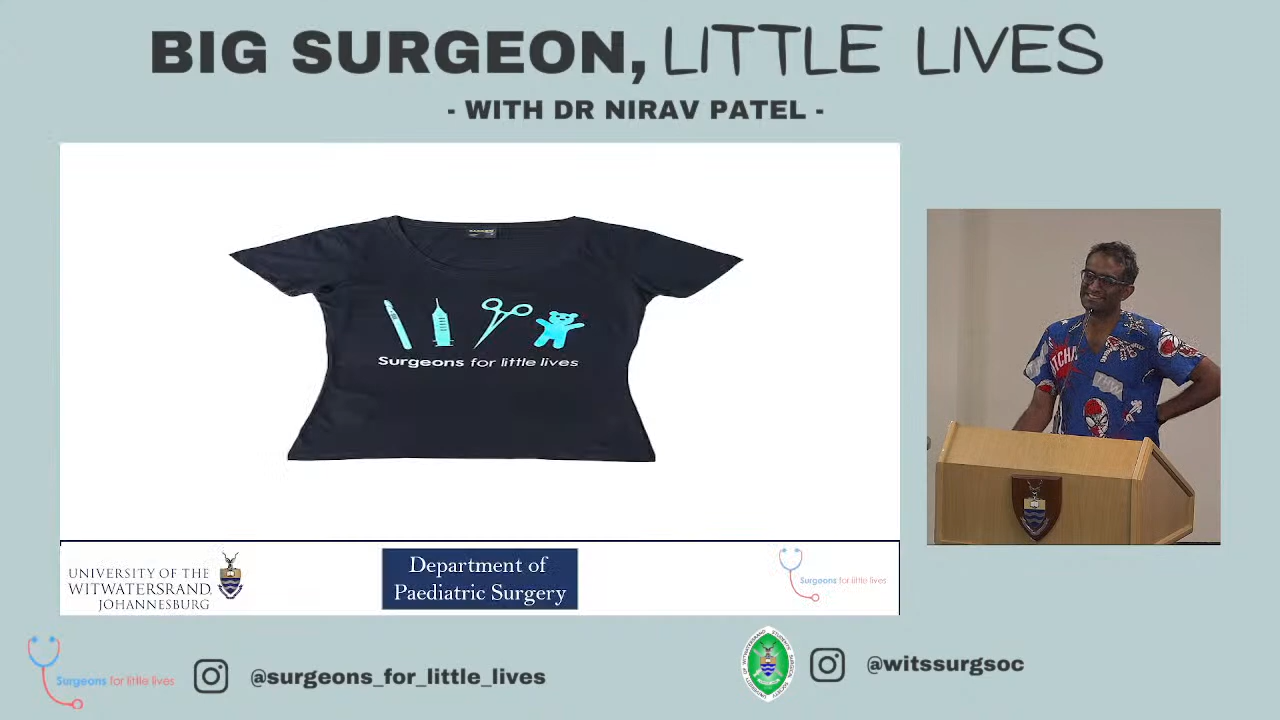 BIG SURGEON, LITTLE LIVES
- WITH DR NIRAV PATEL -
Surgeons for little lives
UNIVERSITY OF THE
WITWATERSRAND,
JOHANNESBURG
Department of
Paediatric Surgery
Surgeons for little lives
Surgeons for little lives
@surgeons_for_little_lives
@witssurgsoc